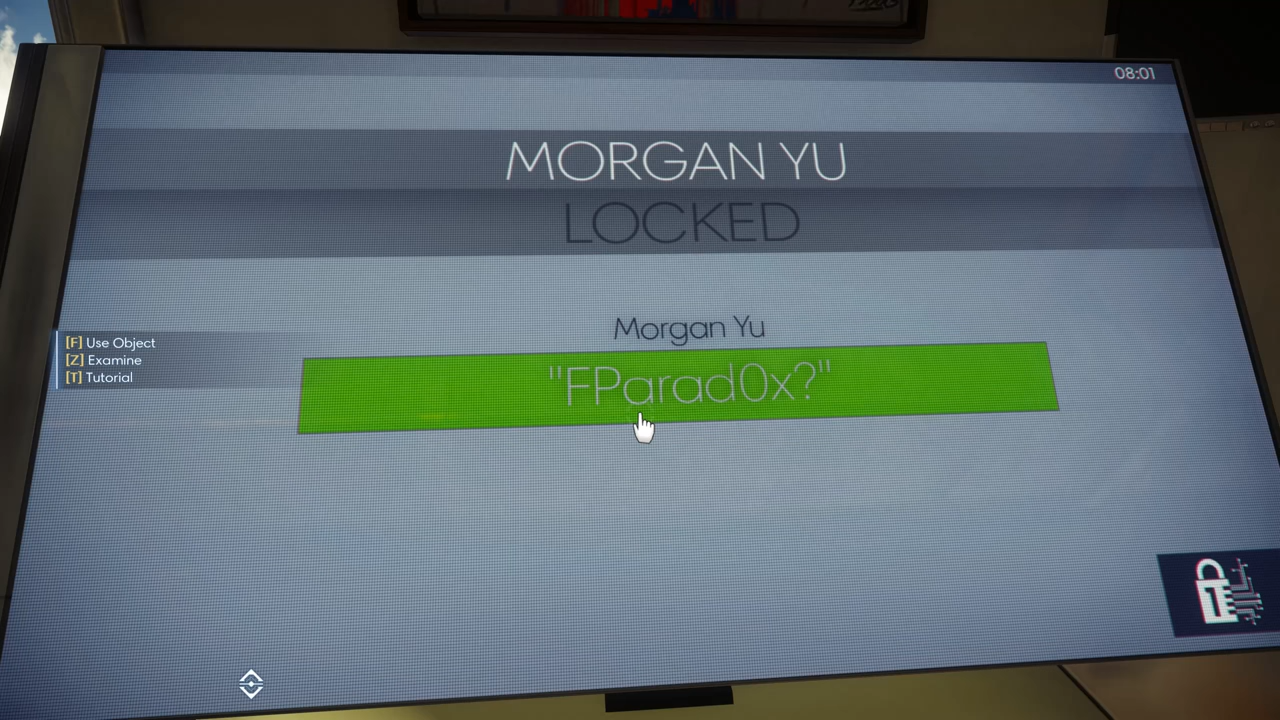 08:01
MORGAN YU
LOCKED
Morgan Yu
"FParad0x?"
[F] Use Object
[Z] Examine
[T] Tutorial